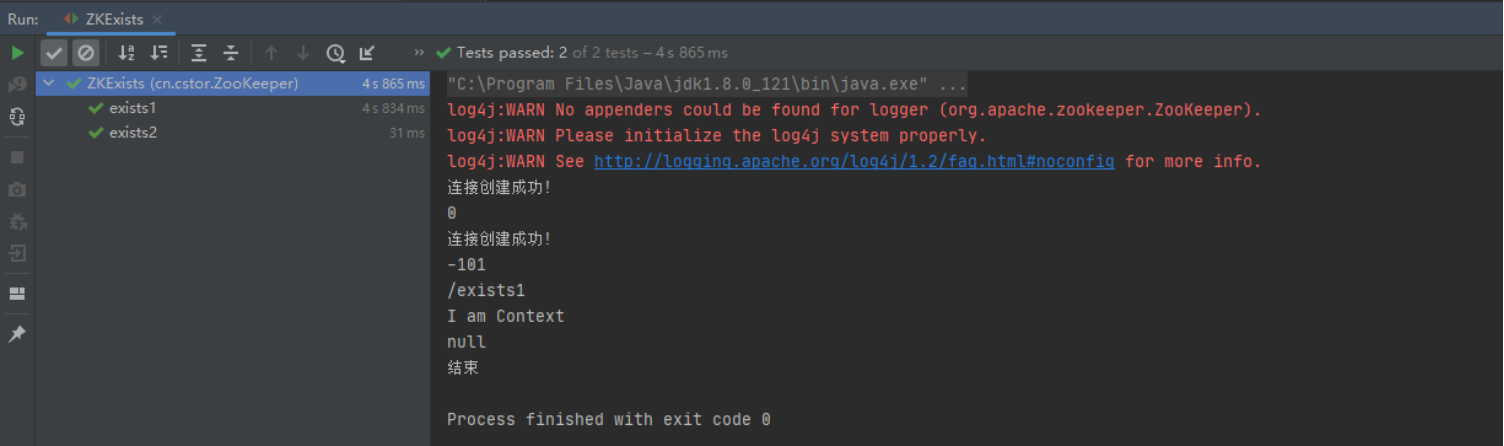 Run: ZKExists
Tests passed: 2 of 2 tests – 4 s 865 ms
ZKExists (cn.cstor.ZooKeeper) 4 s 865 ms
exists1 4 s 834 ms
exists2 31 ms
"C:\Program Files\Java\jdk1.8.0_121\bin\java.exe" ...
log4j:WARN No appenders could be found for logger (org.apache.zookeeper.ZooKeeper).
log4j:WARN Please initialize the log4j system properly.
log4j:WARN See http://logging.apache.org/log4j/1.2/faq.html#noconfig for more info.
连接创建成功!
0
连接创建成功!
-101
/exists1
I am Context
null
结束
Process finished with exit code 0